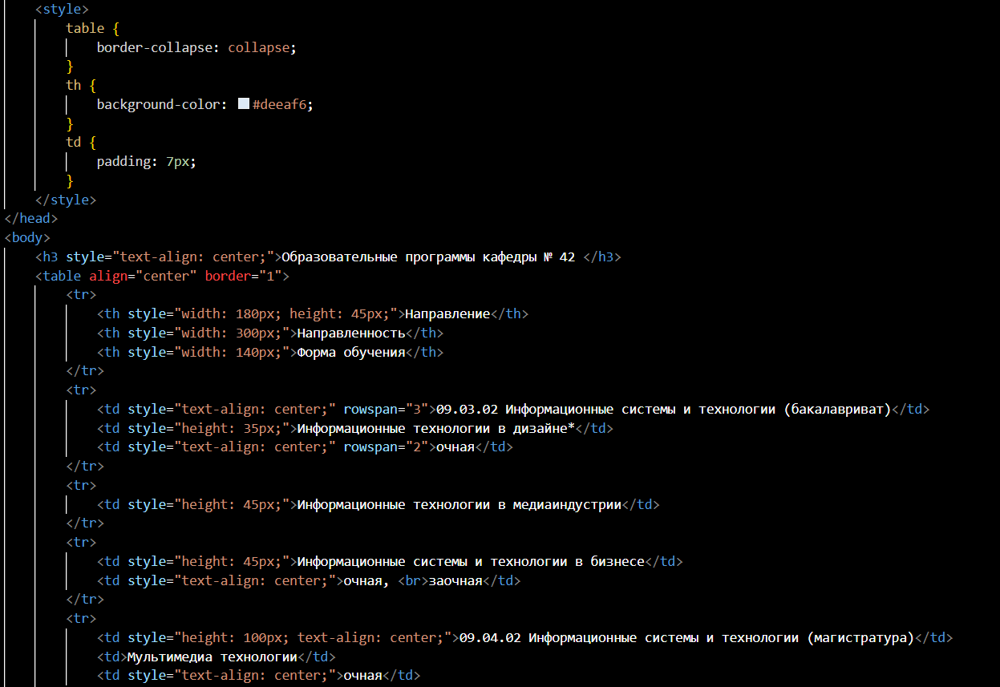 <style>
table {
border-collapse: collapse;
}
th {
background-color: #deeaf6;
}
td {
padding: 7px;
}
</style>
</head>
<body>
<h3 style="text-align: center;">Образовательные программы кафедры № 42 </h3>
<table align="center" border="1">
<tr>
<th style="width: 180px; height: 45px;">Направление</th>
<th style="width: 300px;">Направленность</th>
<th style="width: 140px;">Форма обучения</th>
</tr>
<tr>
<td style="text-align: center;" rowspan="3">09.03.02 Информационные системы и технологии (бакалавриват)</td>
<td style="height: 35px;">Информационные технологии в дизайне*</td>
<td style="text-align: center;" rowspan="2">очная</td>
</tr>
<tr>
<td style="height: 45px;">Информационные технологии в медиаиндустрии</td>
</tr>
<tr>
<td style="height: 45px;">Информационные системы и технологии в бизнесе</td>
<td style="text-align: center;">очная, <br>заочная</td>
</tr>
<tr>
<td style="height: 100px; text-align: center;">09.04.02 Информационные системы и технологии (магистратура)</td>
<td>Мультимедиа технологии</td>
<td style="text-align: center;">очная</td>